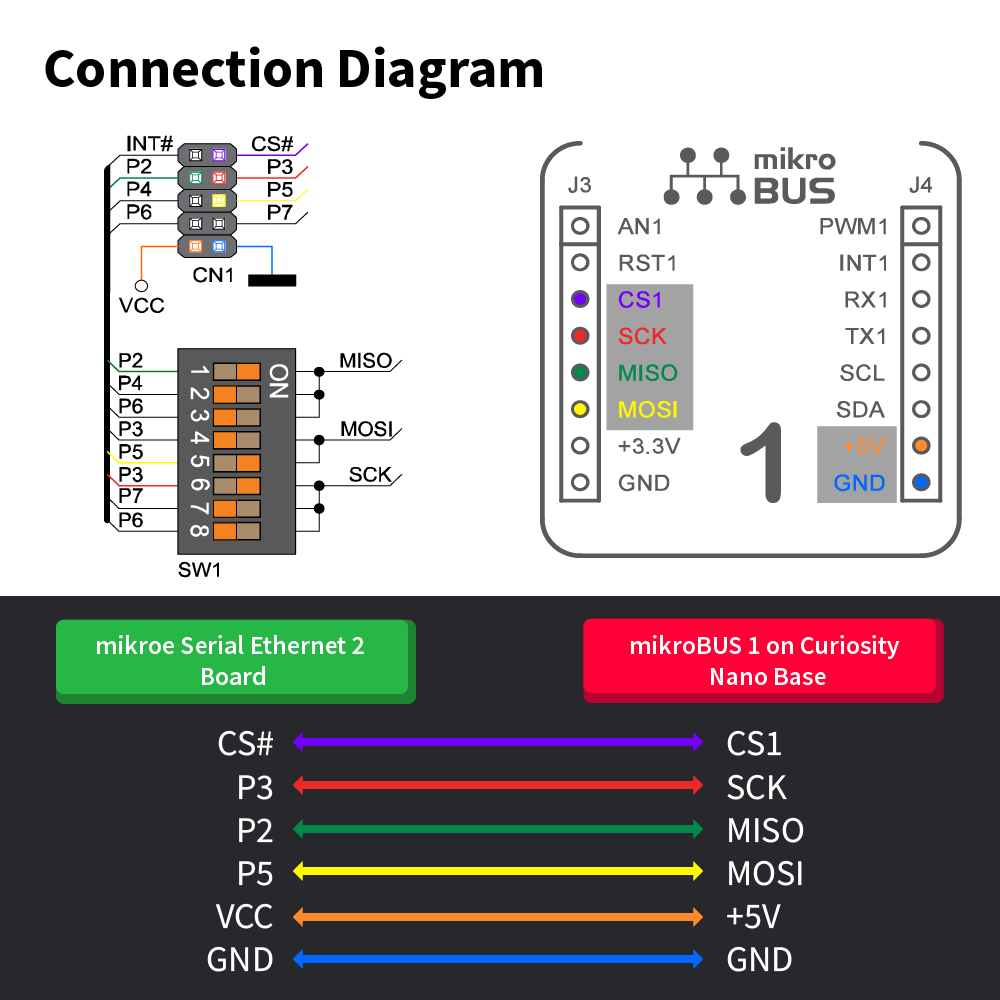 Connection Diagram
INT# CS#
P2 P3
P4 P5
P6 P7
CN1
VCC
P2 1 ON MISO
P4 2
P6 3
P3 4 MOSI
P5 5
P3 6 SCK
P7 7
P6 8
SW1
mikro
BUS
J3 J4
AN1 PWM1
RST1 INT1
CS1 RX1
SCK TX1
MISO SCL
MOSI SDA
+3.3V +5V
GND GND
1
mikroe Serial Ethernet 2
Board
mikroBUS 1 on Curiosity
Nano Base
CS# CS1
P3 SCK
P2 MISO
P5 MOSI
VCC +5V
GND GND